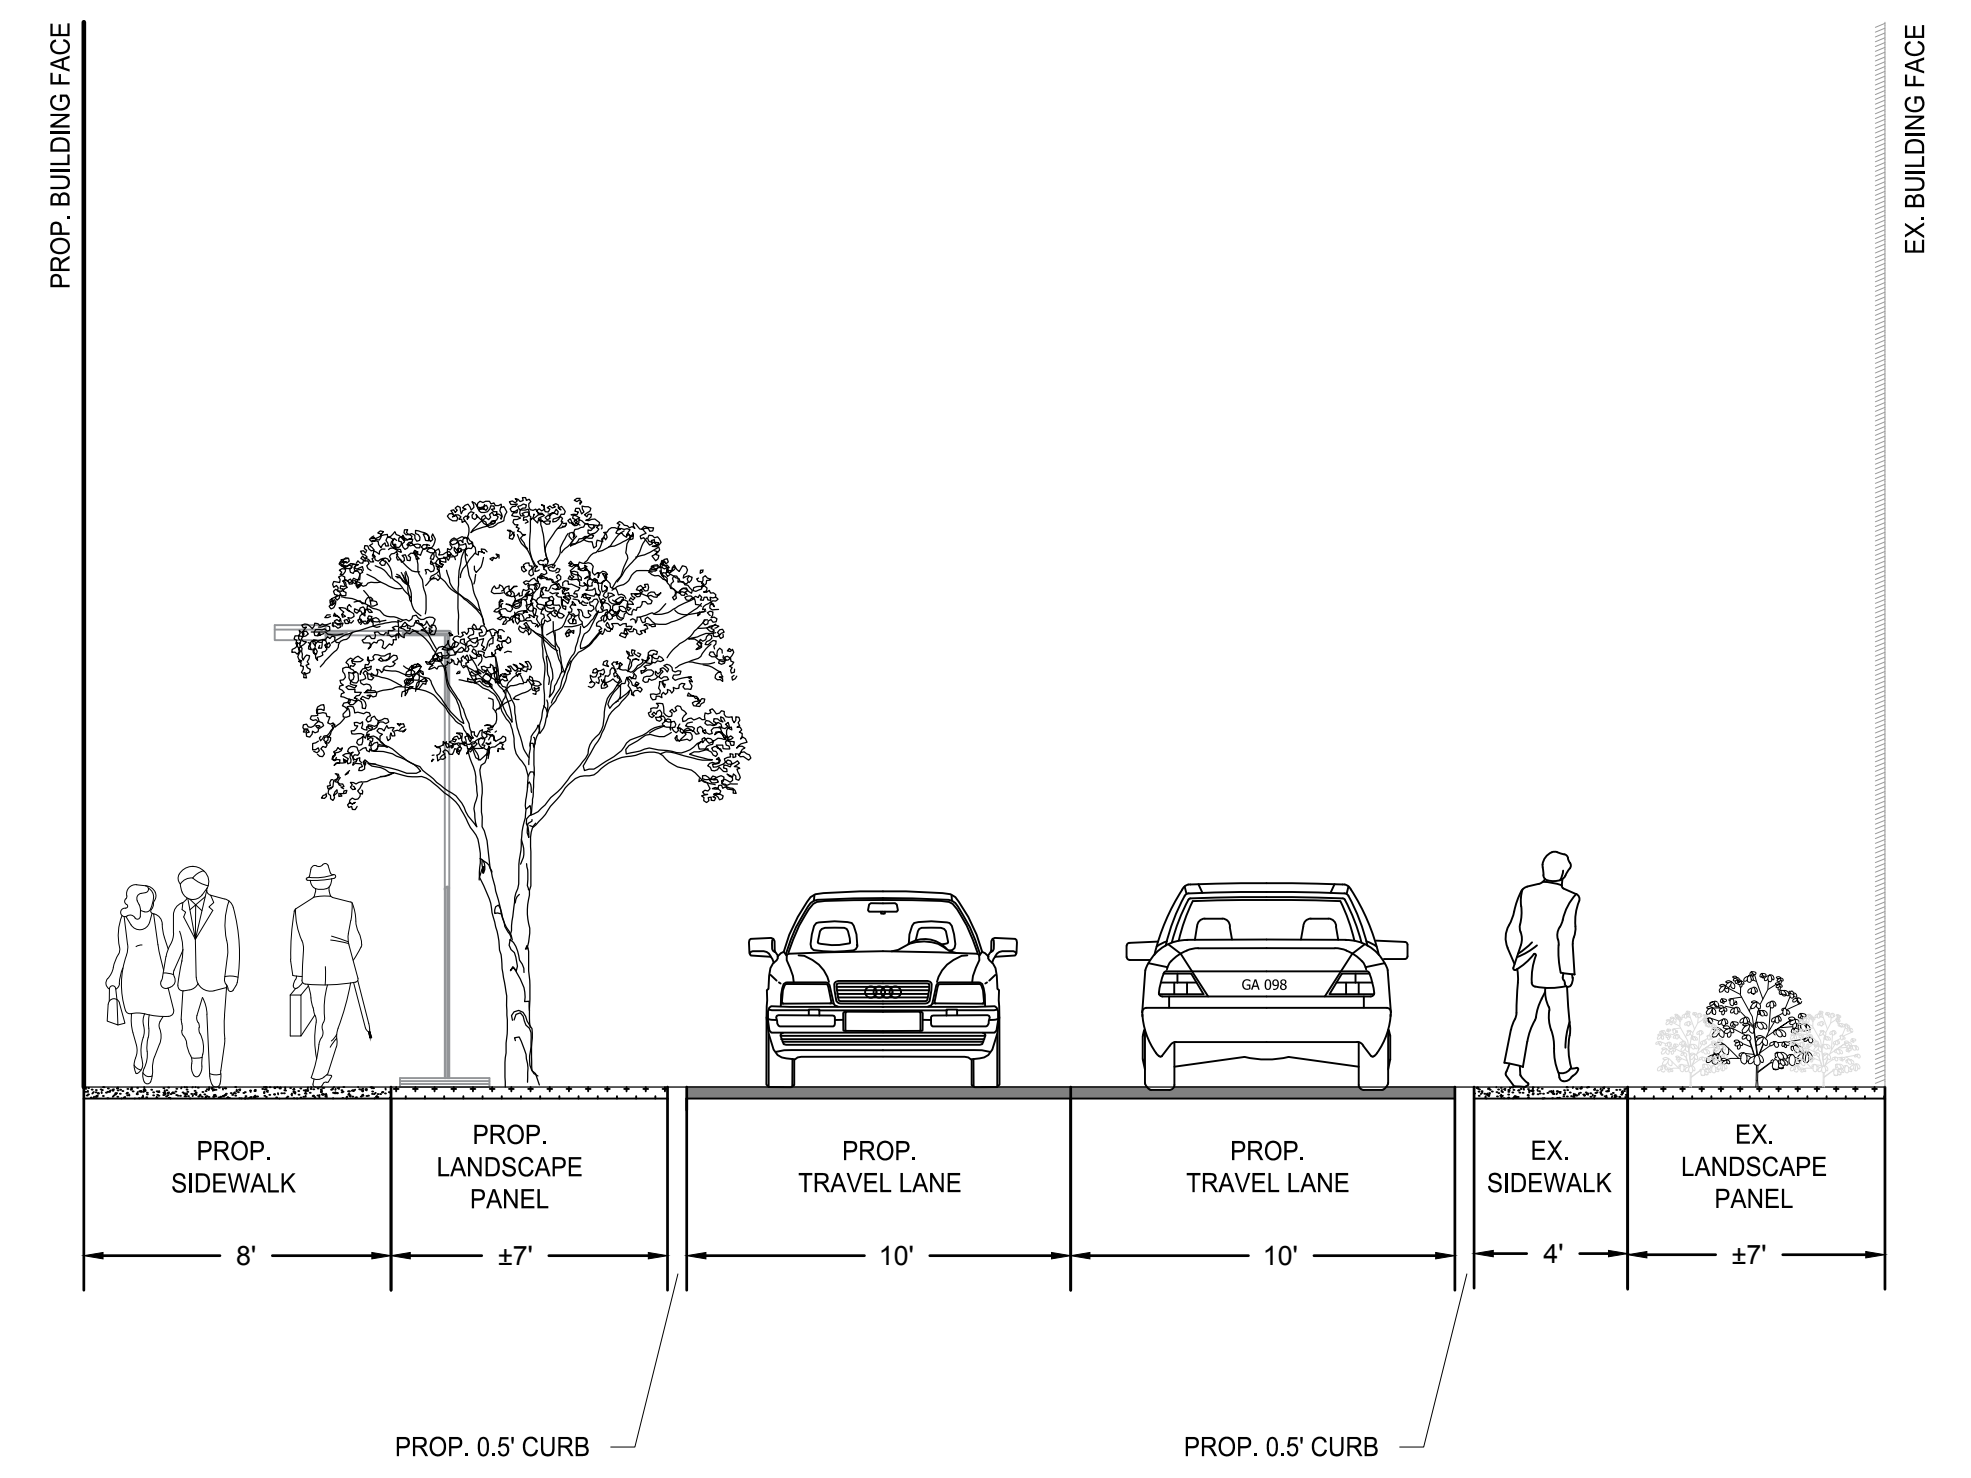 PROP. BUILDING FACE
EX. BUILDING FACE
GA 098
PROP.
SIDEWALK
PROP.
LANDSCAPE
PANEL
PROP.
TRAVEL LANE
PROP.
TRAVEL LANE
EX.
SIDEWALK
EX.
LANDSCAPE
PANEL
8'
±7'
10'
10'
4'
±7'
PROP. 0.5' CURB
PROP. 0.5' CURB